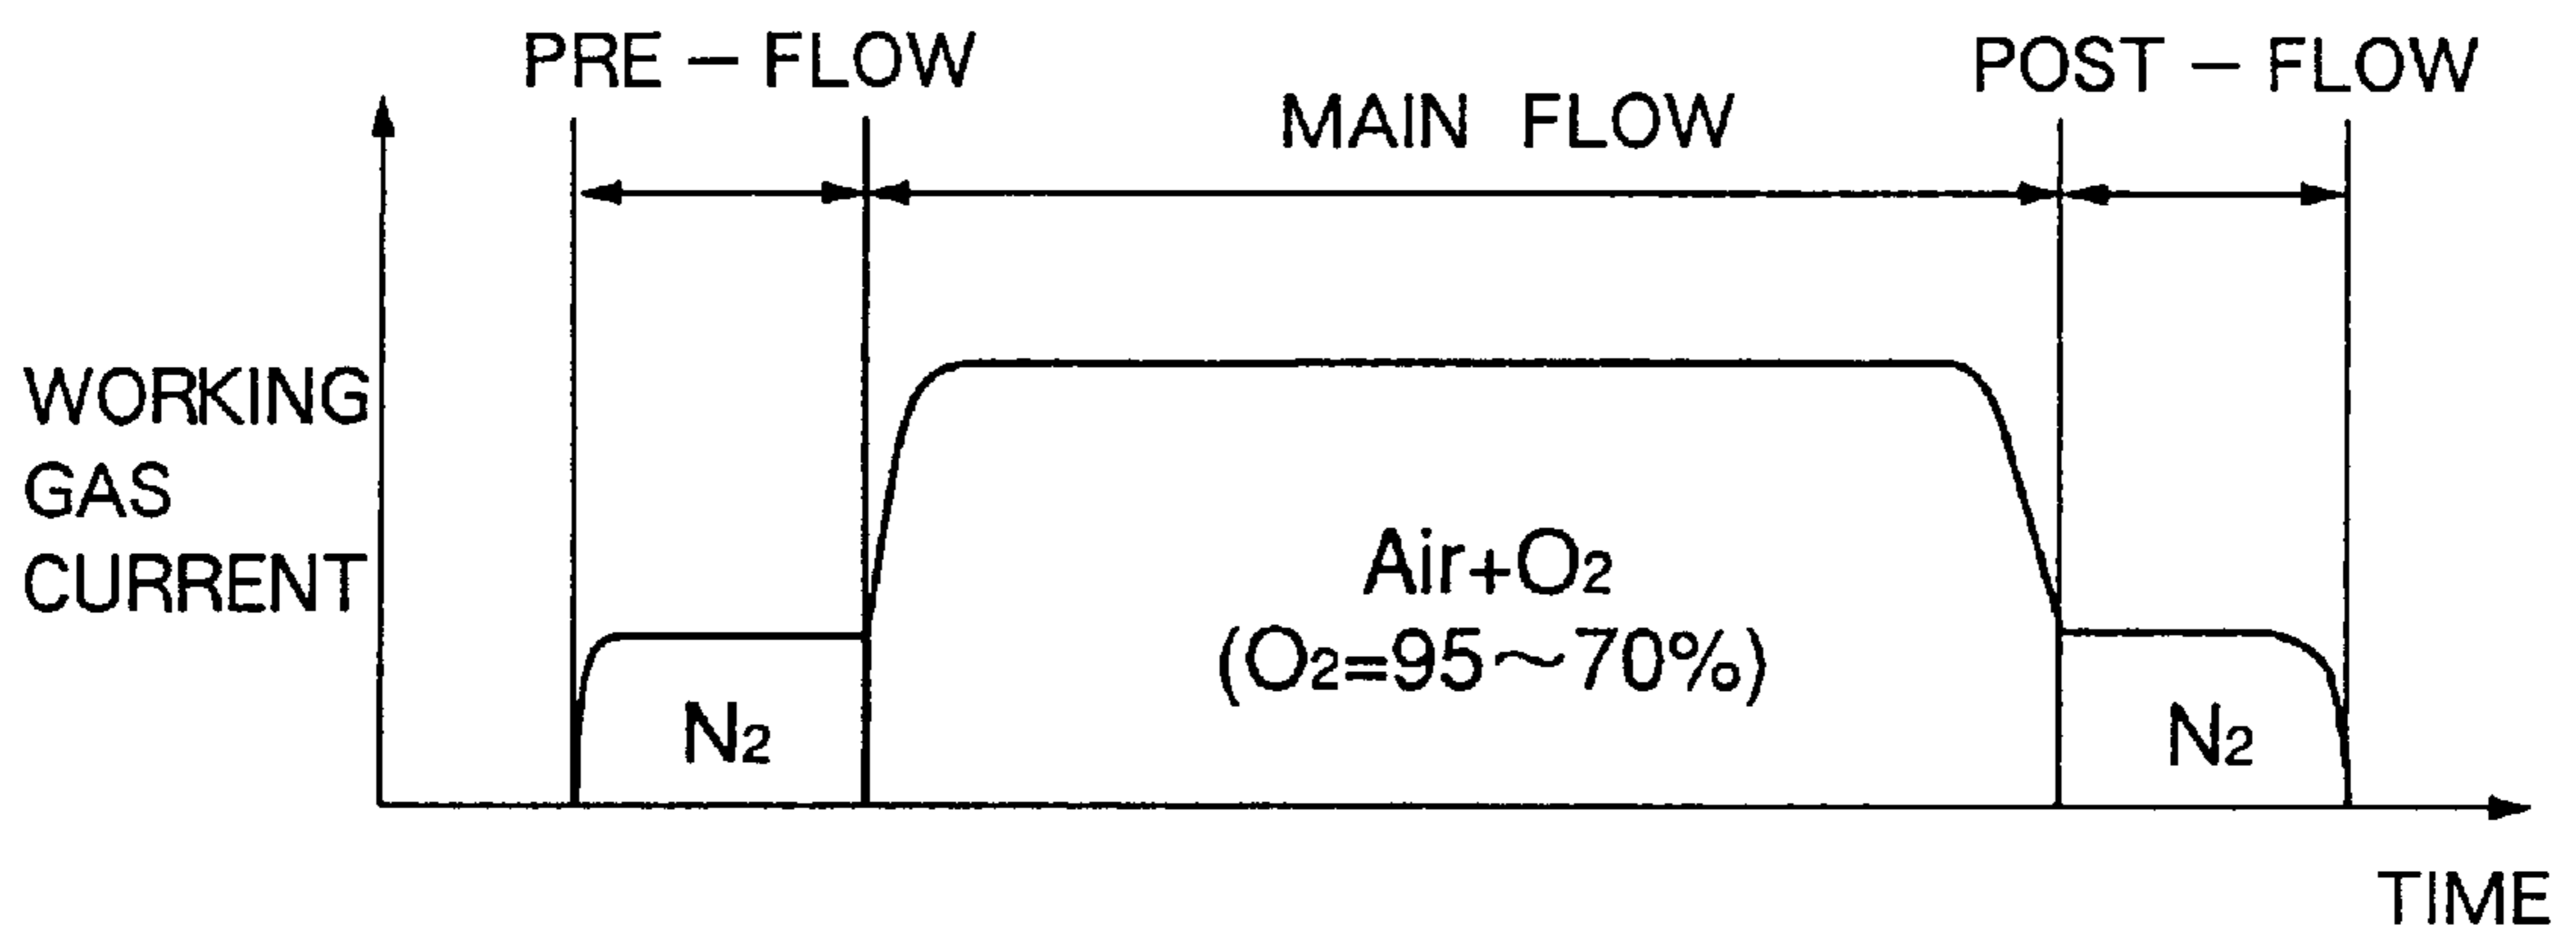 PRE – FLOW
MAIN FLOW
POST – FLOW
WORKING
GAS
CURRENT
N2
Air+O2
(O2=95～70%)
N2
TIME